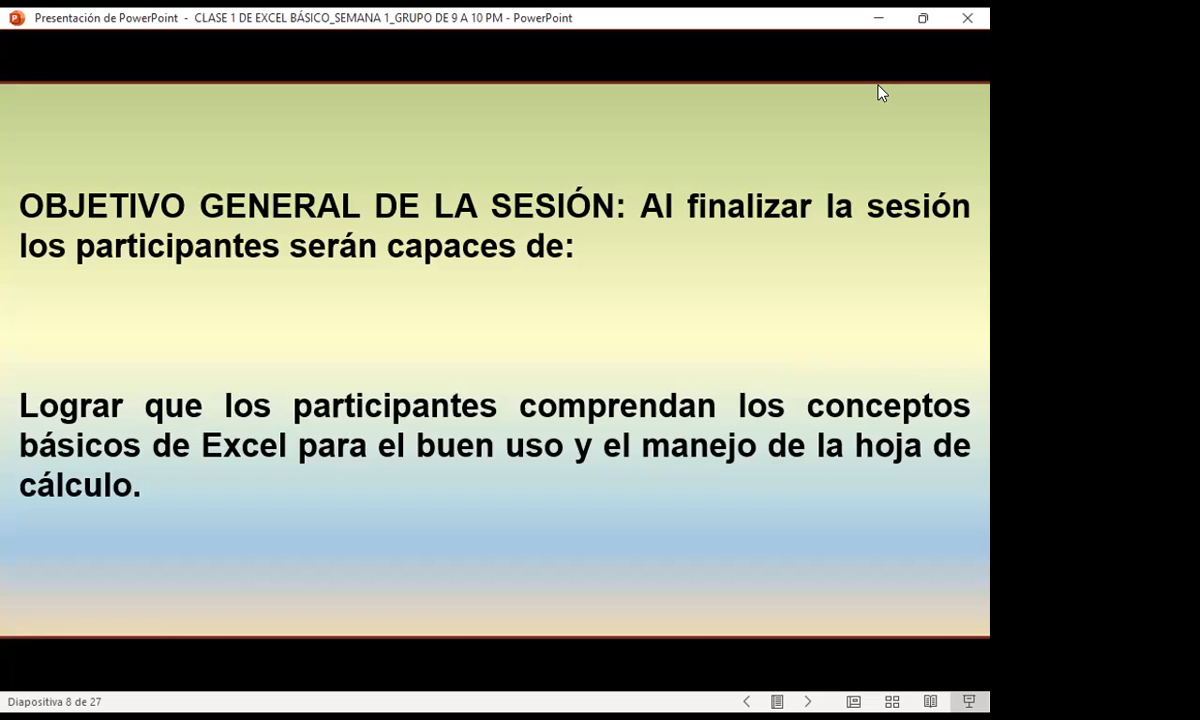 Presentación de PowerPoint - CLASE 1 DE EXCEL BÁSICO_SEMANA 1_GRUPO DE 9 A 10 PM - PowerPoint
OBJETIVO GENERAL DE LA SESIÓN: Al finalizar la sesión
los participantes serán capaces de:
Lograr que los participantes comprendan los conceptos
básicos de Excel para el buen uso y el manejo de la hoja de
cálculo.
Diapositiva 8 de 27